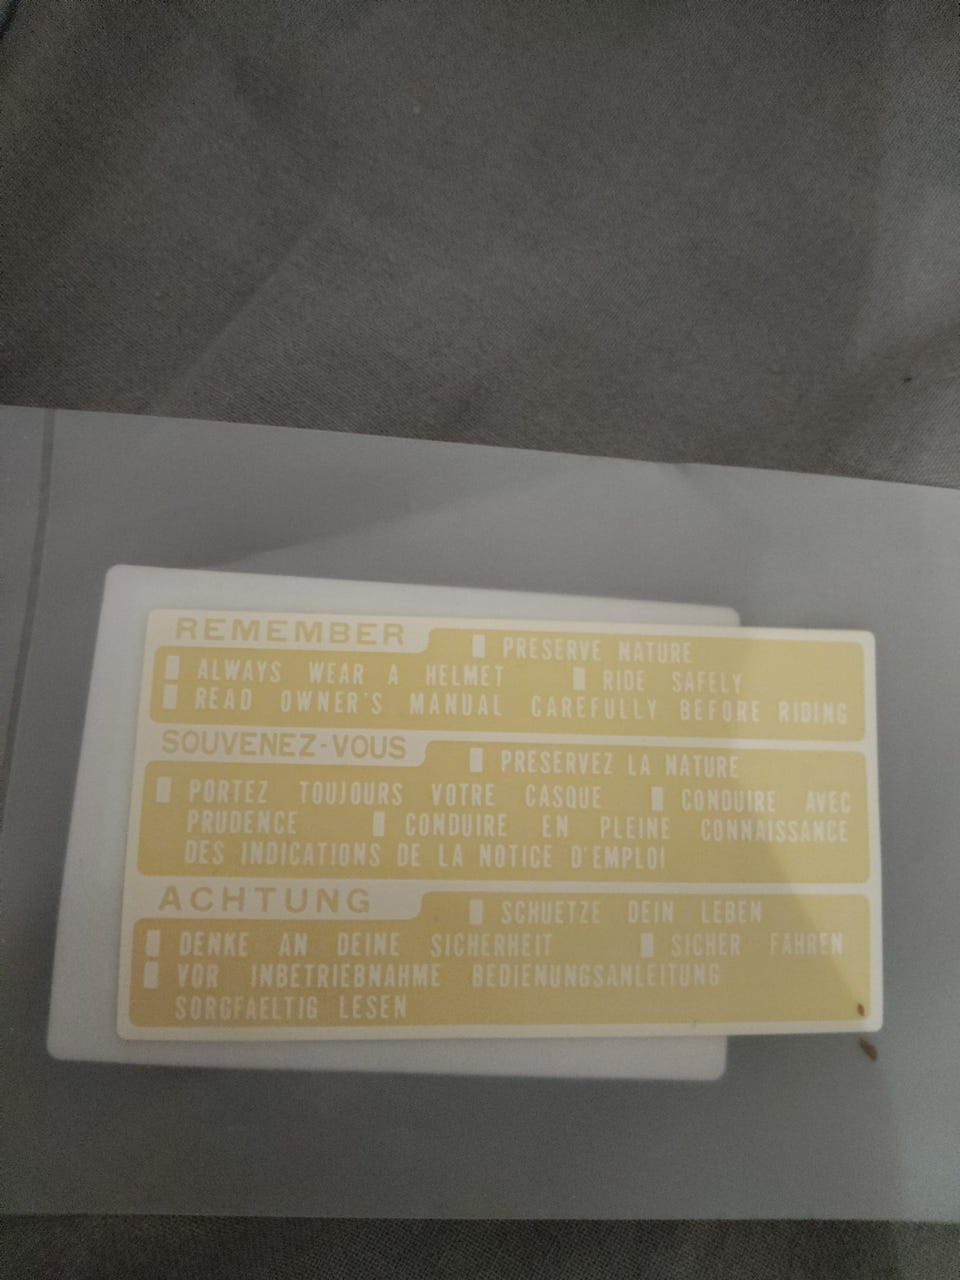 REMEMBER
PRESERVE NATURE
ALWAYS WEAR A HELMET RIDE SAFELY
READ OWNER'S MANUAL CAREFULLY BEFORE RIDING
SOUVENEZ-VOUS
PRESERVEZ LA NATURE
PORTEZ TOUJOURS VOTRE CASQUE CONDUIRE AVEC
PRUDENCE CONDUIRE EN PLEINE CONNAISSANCE
DES INDICATIONS DE LA NOTICE D'EMPLOI
ACHTUNG
SCHUETZE DEIN LEBEN
DENKE AN DEINE SICHERHEIT SICHER FAHREN
VOR INBETRIEBNAHME BEDIENUNGSANLEITUNG
SORGFAELTIG LESEN